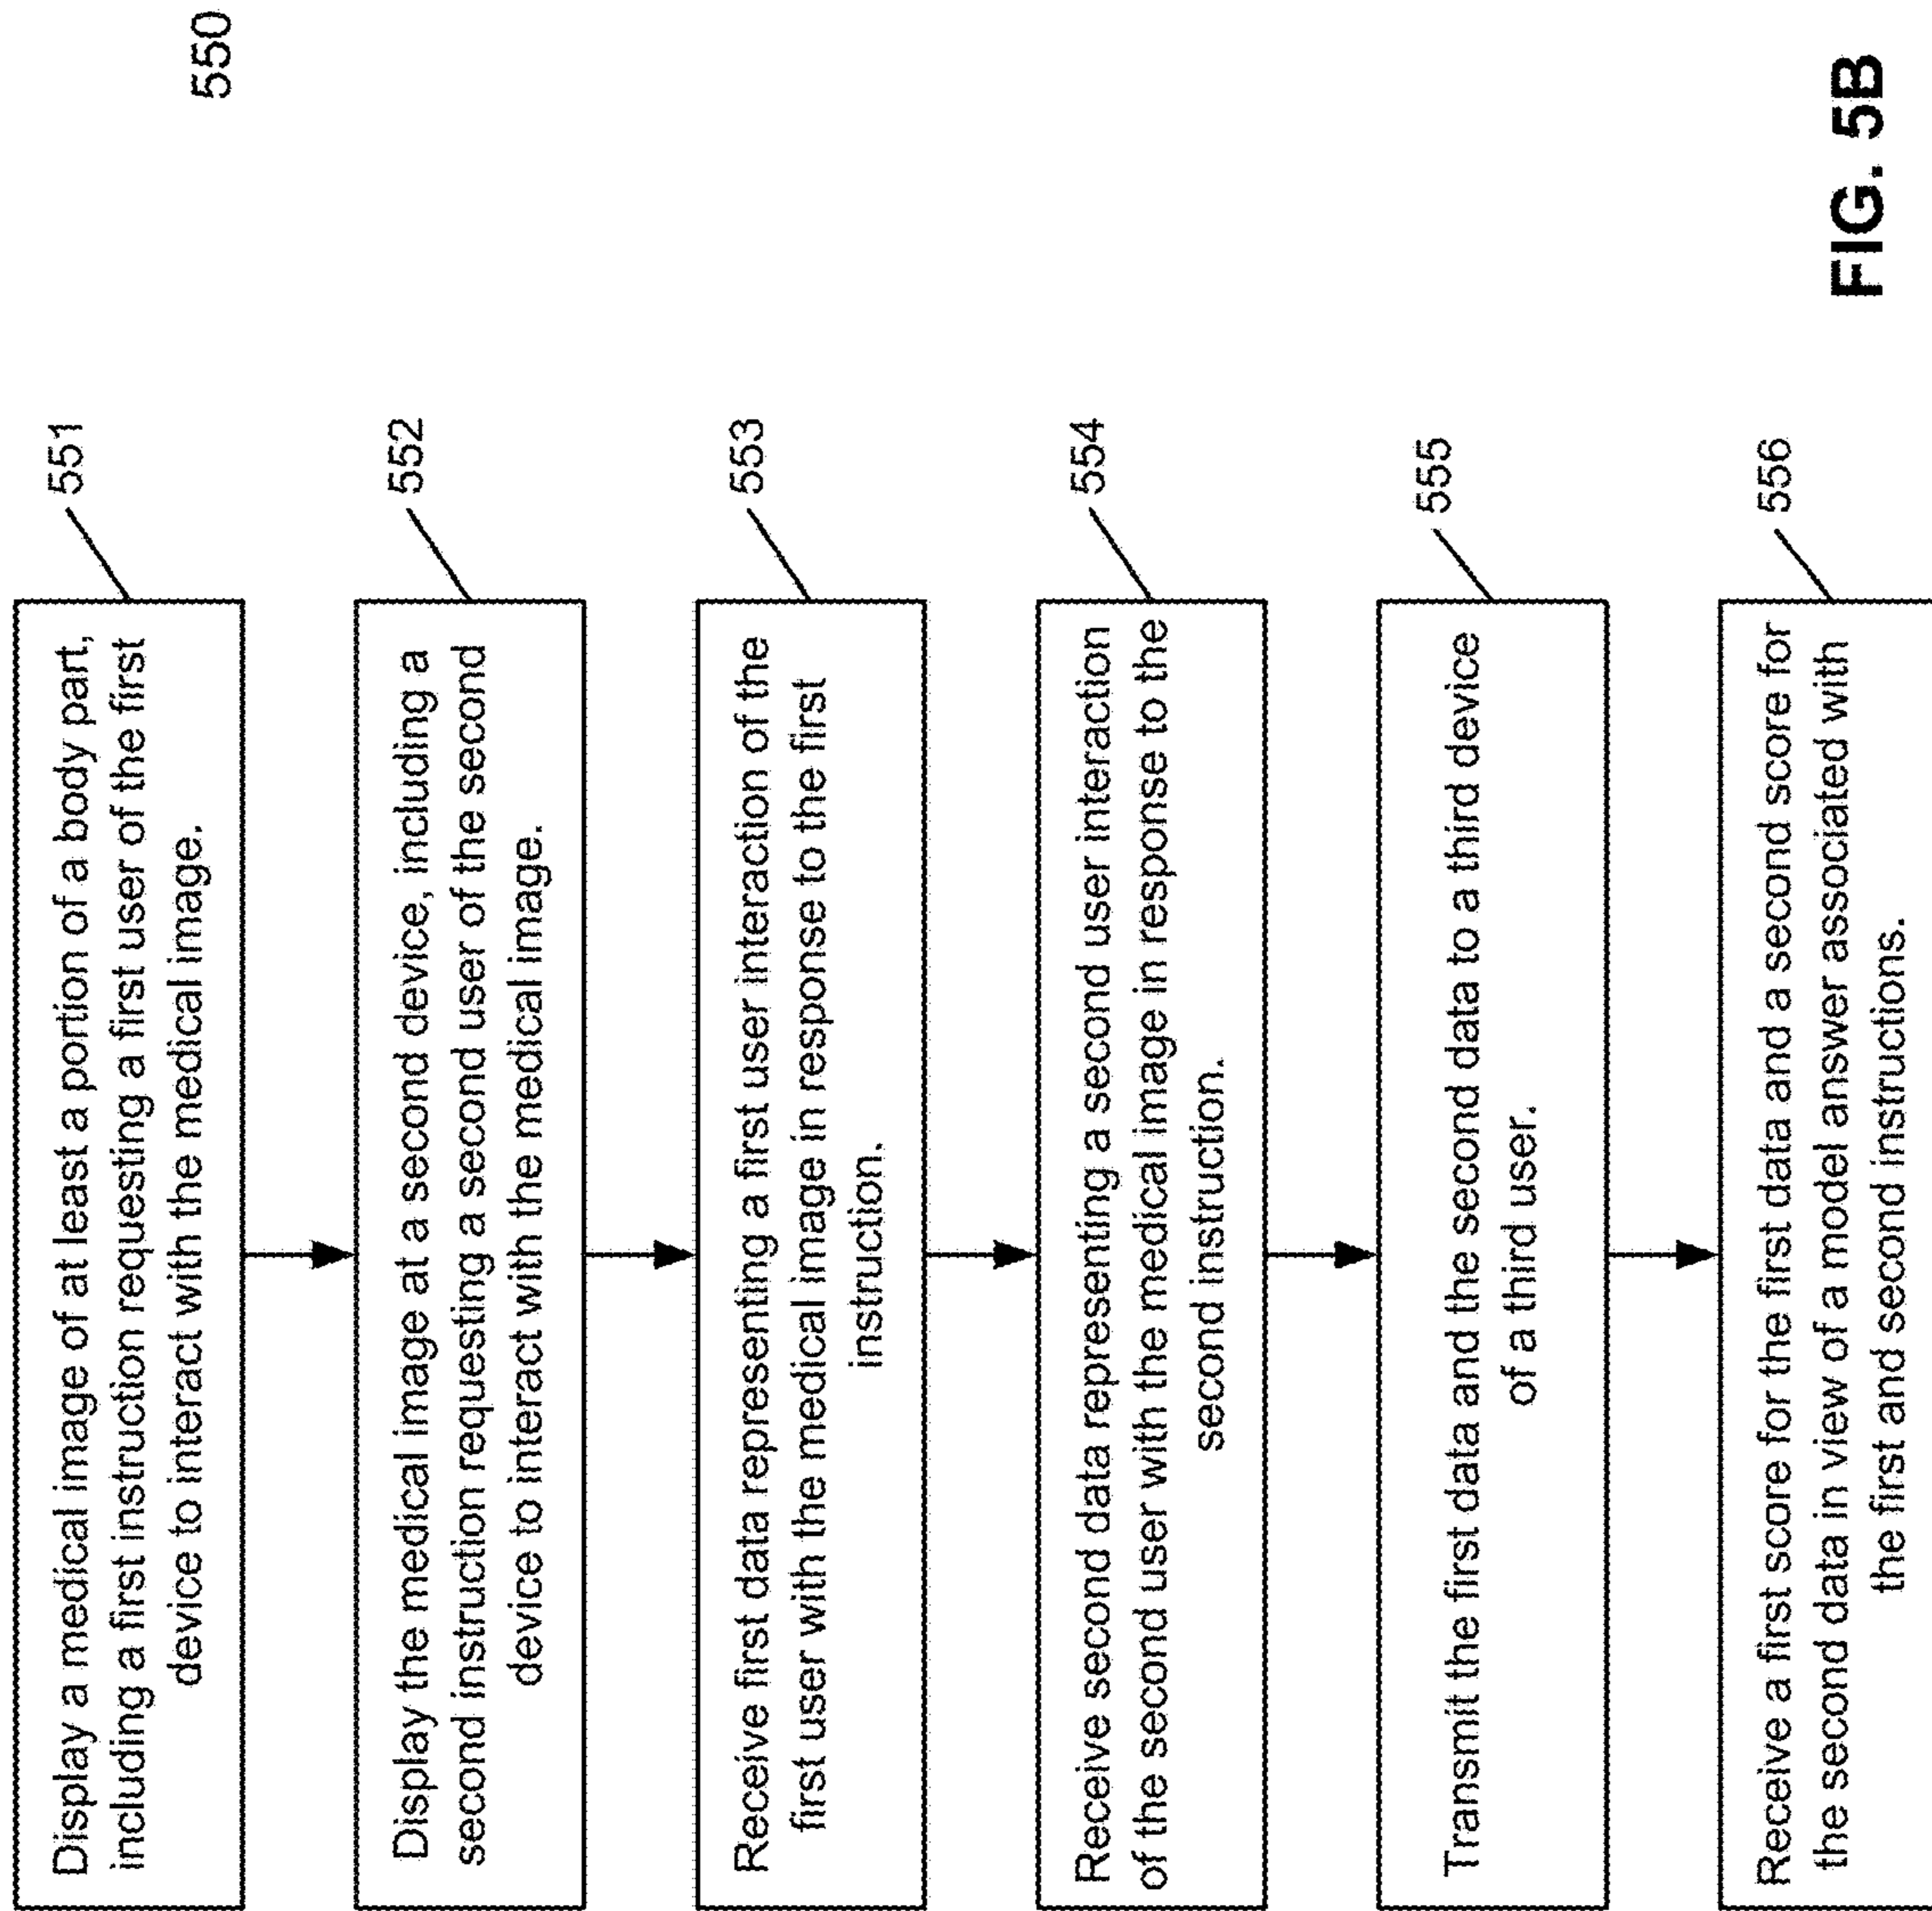 550
Display a medical image of at least a portion of a body part,
including a first instruction requesting a first user of the first
device to interact with the medical image.
551
Display the medical image at a second device, including a
second instruction requesting a second user of the second
device to interact with the medical image.
552
Receive first data representing a first user interaction of the
first user with the medical image in response to the first
instruction.
553
Receive second data representing a second user interaction
of the second user with the medical image in response to the
second instruction.
554
Transmit the first data and the second data to a third device
of a third user.
555
Receive a first score for the first data and a second score for
the second data in view of a model answer associated with
the first and second instructions.
556
FIG. 5B